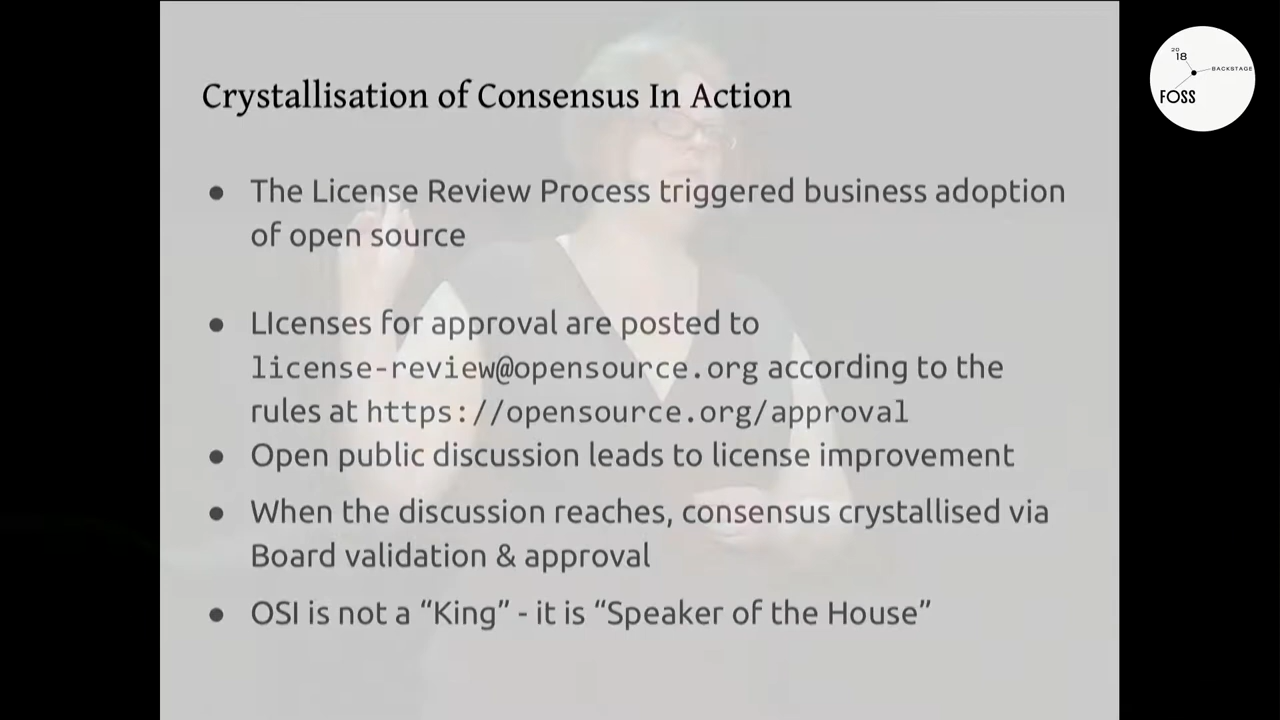 Crystallisation of Consensus In Action
● The License Review Process triggered business adoption
of open source
● LIcenses for approval are posted to
license-review@opensource.org according to the
rules at https://opensource.org/approval
● Open public discussion leads to license improvement
● When the discussion reaches, consensus crystallised via
Board validation & approval
● OSI is not a “King” - it is “Speaker of the House”
20
18
BACKSTAGE
FOSS